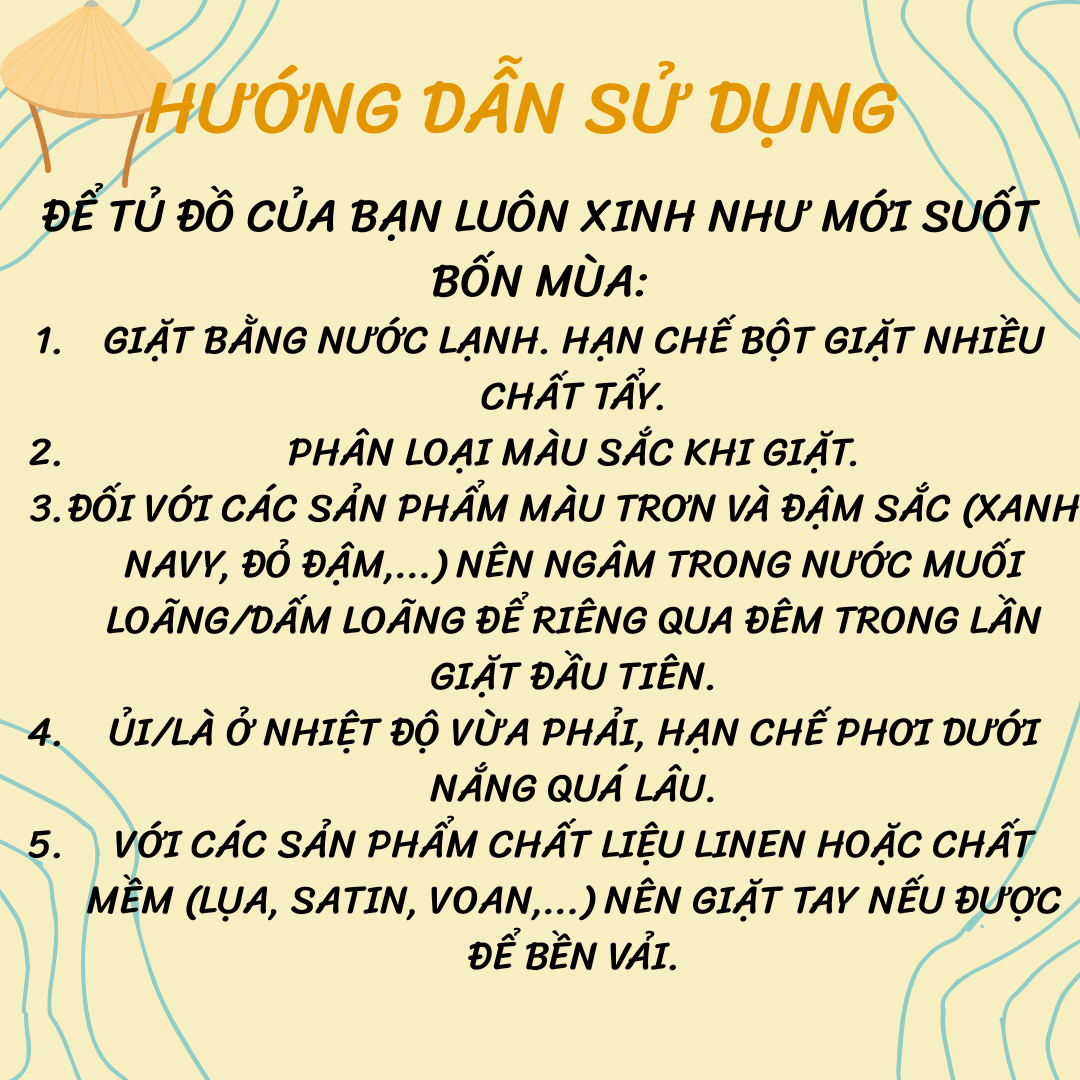 HƯỚNG DẪN SỬ DỤNG
ĐỂ TỦ ĐỒ CỦA BẠN LUÔN XINH NHƯ MỚI SUỐT
BỐN MÙA:
1. GIẶT BẰNG NƯỚC LẠNH. HẠN CHẾ BỘT GIẶT NHIỀU
CHẤT TẨY.
2. PHÂN LOẠI MÀU SẮC KHI GIẶT.
3. ĐỐI VỚI CÁC SẢN PHẨM MÀU TRƠN VÀ ĐẬM SẮC (XANH
NAVY, ĐỎ ĐẬM,...) NÊN NGÂM TRONG NƯỚC MUỐI
LOÃNG/DẤM LOÃNG ĐỂ RIÊNG QUA ĐÊM TRONG LẦN
GIẶT ĐẦU TIÊN.
4. ỦI/LÀ Ở NHIỆT ĐỘ VỪA PHẢI, HẠN CHẾ PHƠI DƯỚI
NẮNG QUÁ LÂU.
5. VỚI CÁC SẢN PHẨM CHẤT LIỆU LINEN HOẶC CHẤT
MỀM (LỤA, SATIN, VOAN,...) NÊN GIẶT TAY NẾU ĐƯỢC
ĐỂ BỀN VẢI.